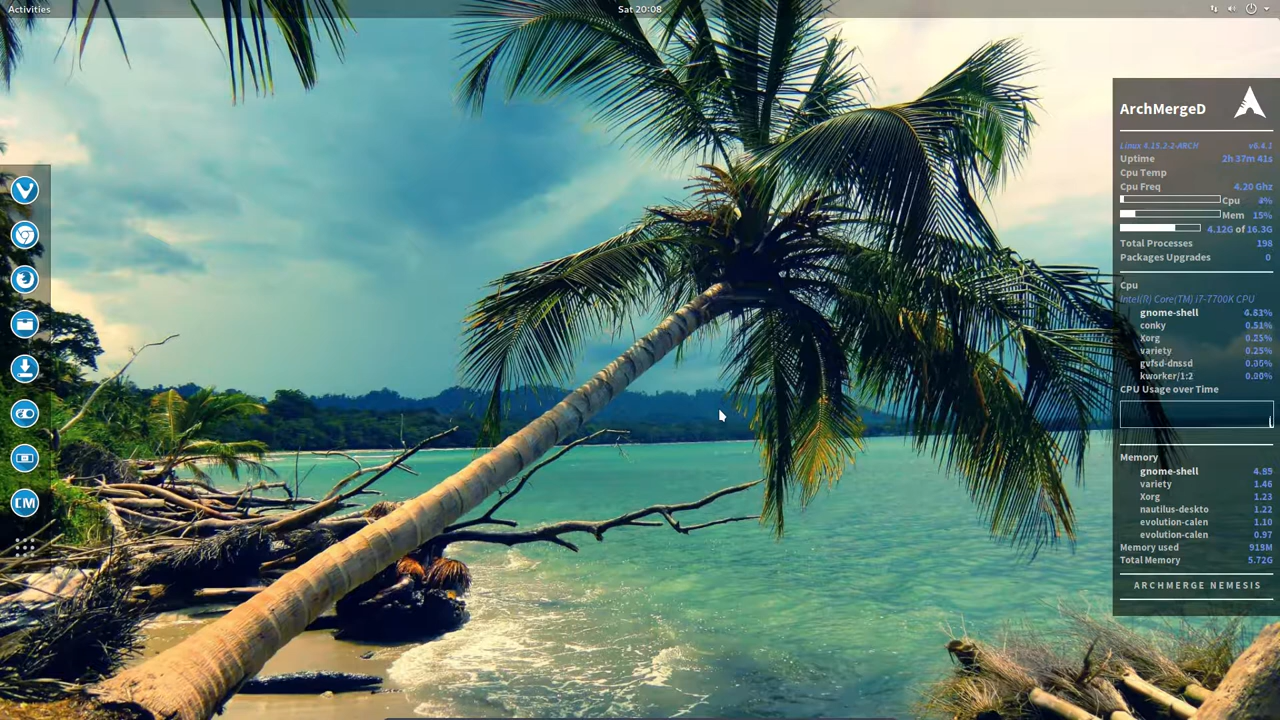 Activities
Sat 20:08
ArchMergeD
Linux 4.15.2-2-ARCH v6.4.1
Uptime 2h 37m 41s
Cpu Temp
Cpu Freq 4.20 Ghz
Cpu 4%
Mem 15%
4.12G of 16.3G
Total Processes 198
Packages Upgrades 0
Cpu
Intel(R) Core(TM) i7-7700K CPU
gnome-shell 4.83%
conky 0.51%
Xorg 0.25%
variety 0.25%
gvfsd-dnssd 0.05%
kworker/1:2 0.00%
CPU Usage over Time
Memory
gnome-shell 4.85
variety 1.46
Xorg 1.23
nautilus-deskto 1.22
evolution-calen 1.10
evolution-calen 0.97
Memory used 919M
Total Memory 5.72G
ARCHMERGE NEMESIS